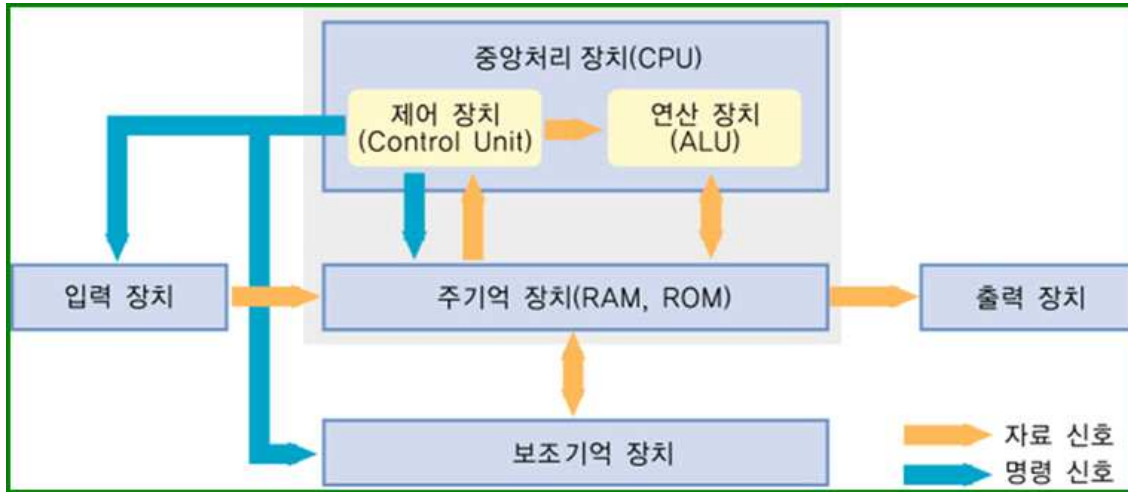 중앙처리 장치(CPU)
제어 장치
(Control Unit)
연산 장치
(ALU)
입력 장치
주기억 장치(RAM, ROM)
출력 장치
보조기억 장치
자료 신호
명령 신호